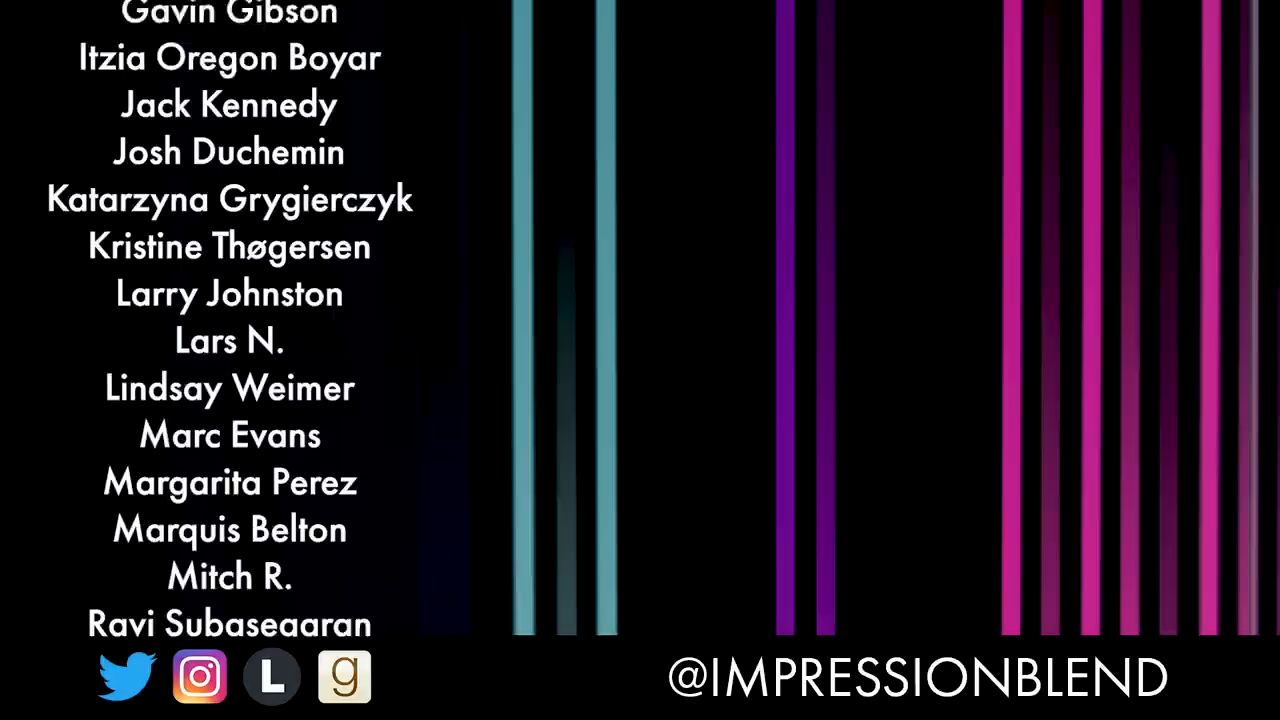 Gavin Gibson
Itzia Oregon Boyar
Jack Kennedy
Josh Duchemin
Katarzyna Grygierczyk
Kristine Thøgersen
Larry Johnston
Lars N.
Lindsay Weimer
Marc Evans
Margarita Perez
Marquis Belton
Mitch R.
Ravi Subasegaran
L
g
@IMPRESSIONBLEND